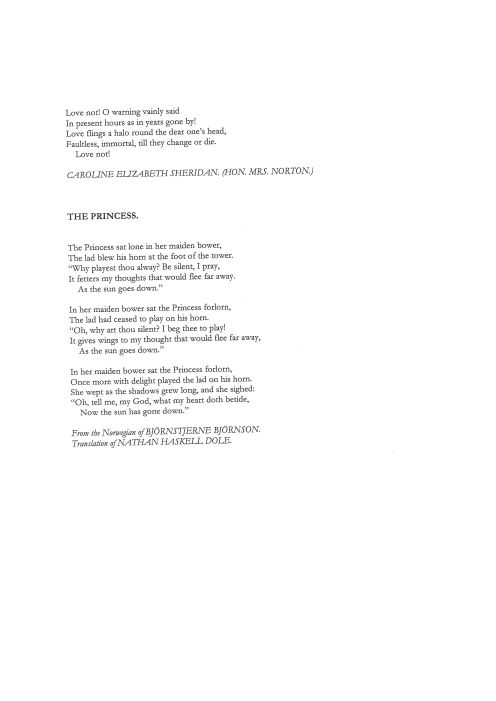 Love not! O warning vainly said
In present hours as in years gone by!
Love flings a halo round the dear one's head,
Faultless, immortal, till they change or die.
Love not!
CAROLINE ELIZABETH SHERIDAN. (HON. MRS. NORTON.)
THE PRINCESS.
The Princess sat lone in her maiden bower,
The lad blew his horn at the foot of the tower.
"Why playest thou alway? Be silent, I pray,
It fetters my thoughts that would flee far away.
As the sun goes down."
In her maiden bower sat the Princess forlorn,
The lad had ceased to play on his horn.
"Oh, why art thou silent? I beg thee to play!
It gives wings to my thought that would flee far away,
As the sun goes down."
In her maiden bower sat the Princess forlorn,
Once more with delight played the lad on his horn.
She wept as the shadows grew long, and she sighed:
"Oh, tell me, my God, what my heart doth betide,
Now the sun has gone down."
From the Norwegian of BJÖRNSTJERNE BJÖRNSON.
Translation of NATHAN HASKELL DOLE.